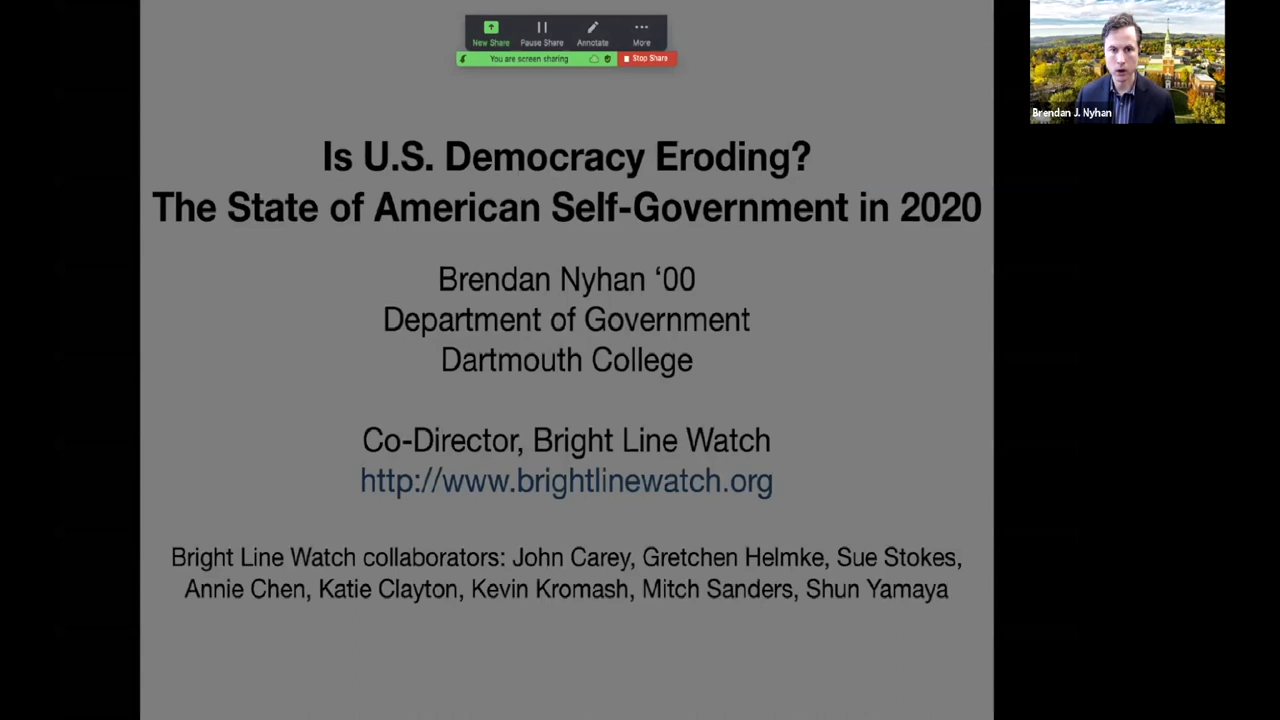 New Share
Pause Share
Annotate
More
You are screen sharing
Stop Share
Brendan J. Nyhan
Is U.S. Democracy Eroding?
The State of American Self-Government in 2020
Brendan Nyhan ‘00
Department of Government
Dartmouth College
Co-Director, Bright Line Watch
http://www.brightlinewatch.org
Bright Line Watch collaborators: John Carey, Gretchen Helmke, Sue Stokes,
Annie Chen, Katie Clayton, Kevin Kromash, Mitch Sanders, Shun Yamaya